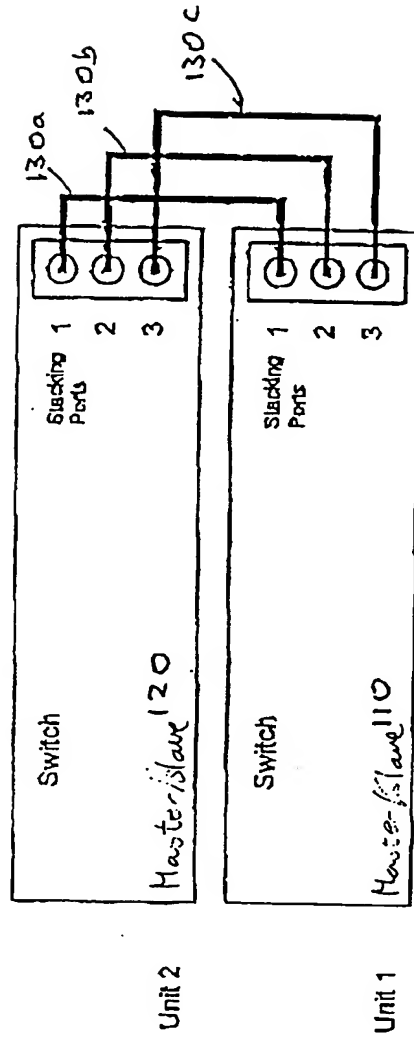 130a
130b
130c
Switch
Stacking
Ports
1
2
3
Master/Slave 120
Unit 2
Switch
Stacking
Ports
1
2
3
Master/Slave 110
Unit 1